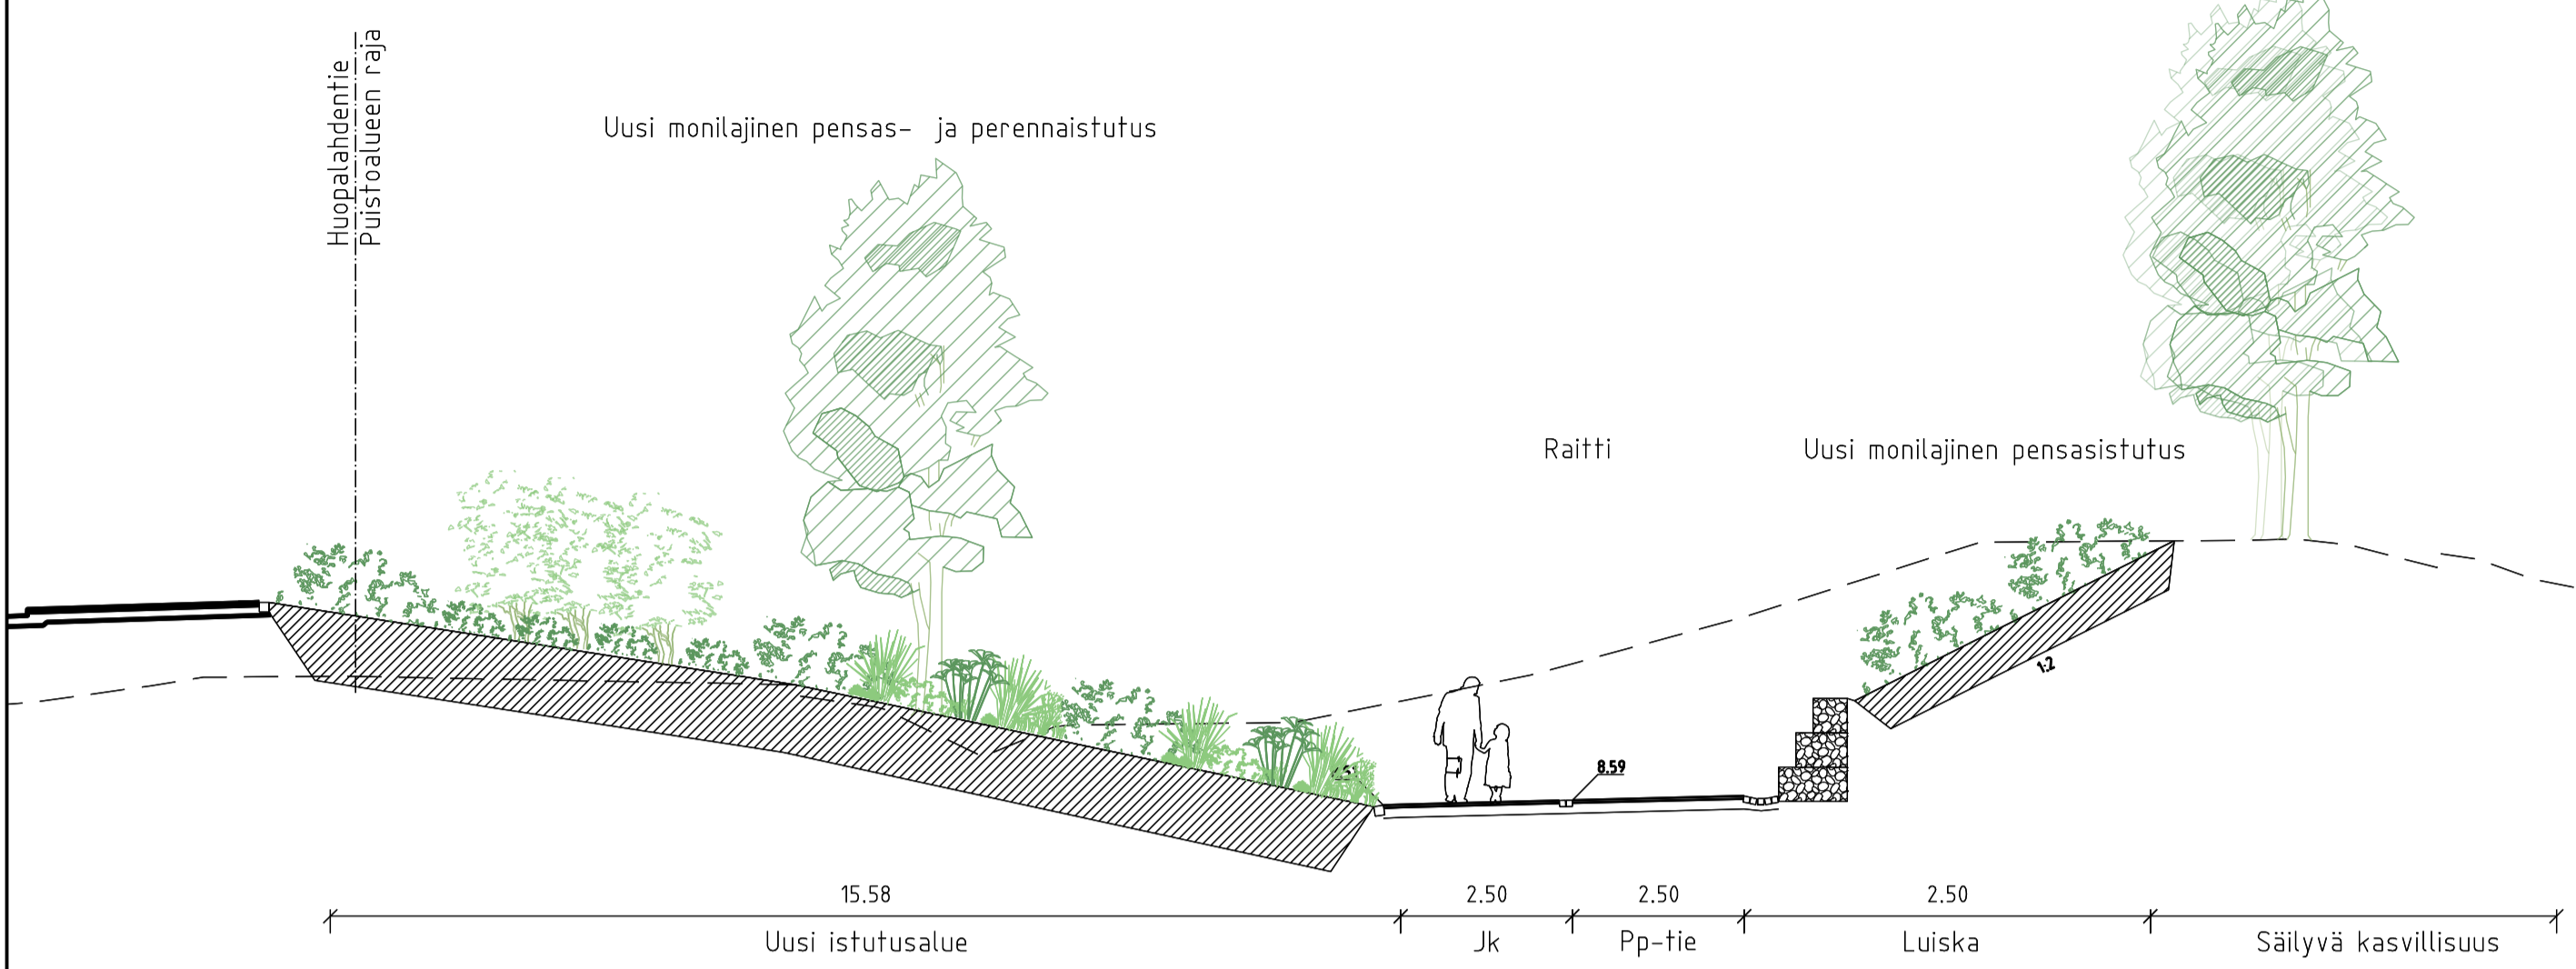 Huopalahdentie
Puistoalueen raja
Uusi monilajinen pensas- ja perennaistutus
Raitti
Uusi monilajinen pensasistutus
1:2
8.59
15.58
2.50
2.50
2.50
Uusi istutusalue
Jk
Pp-tie
Luiska
Säilyvä kasvillisuus